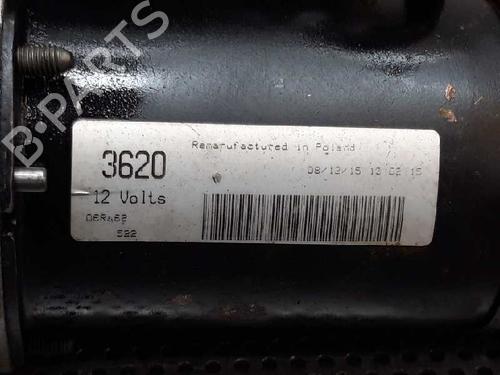 B-PARTS
3620
Remanufactured in Poland
08/12/15 13:02:15
12 Volts
522